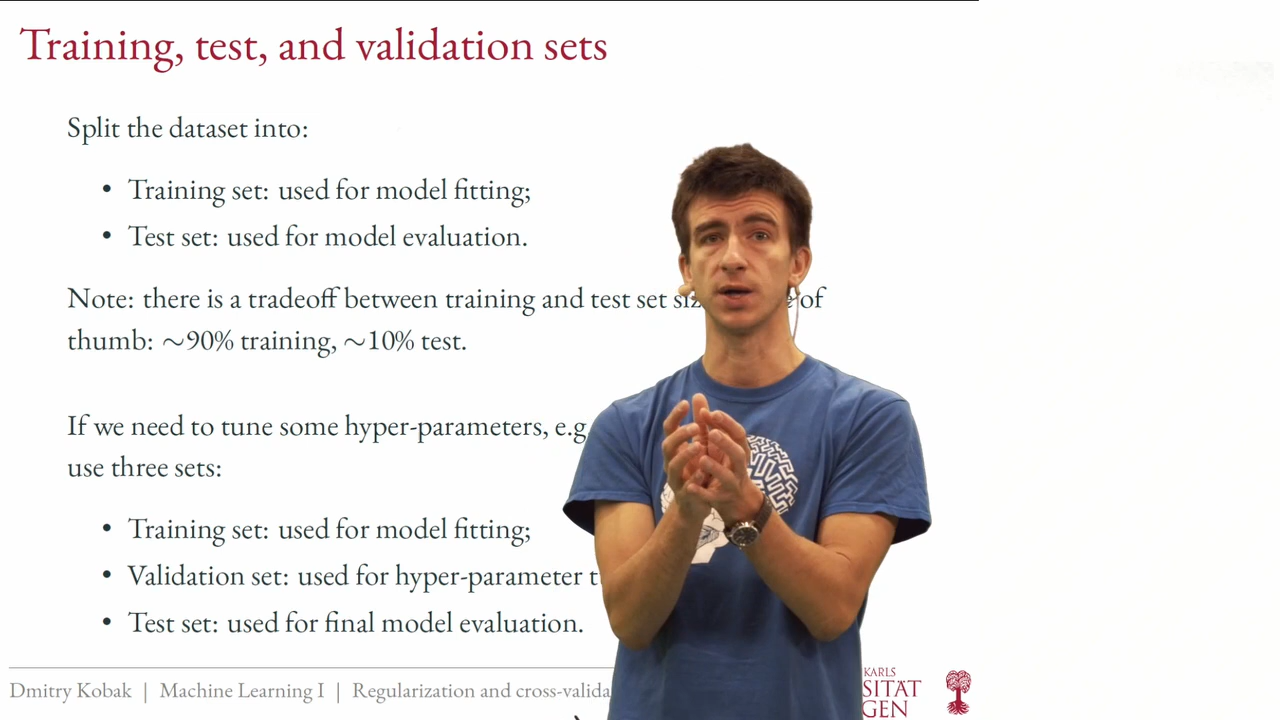 Training, test, and validation sets
Split the dataset into:
• Training set: used for model fitting;
• Test set: used for model evaluation.
Note: there is a tradeoff between training and test set of
thumb: ∼90% training, ∼10% test.
If we need to tune some hyper-parameters, e.g.
use three sets:
• Training set: used for model fitting;
• Validation set: used for hyper-parameter
• Test set: used for final model evaluation.
Dmitry Kobak | Machine Learning I | Regularization and
KARLS
SITÄT
GEN